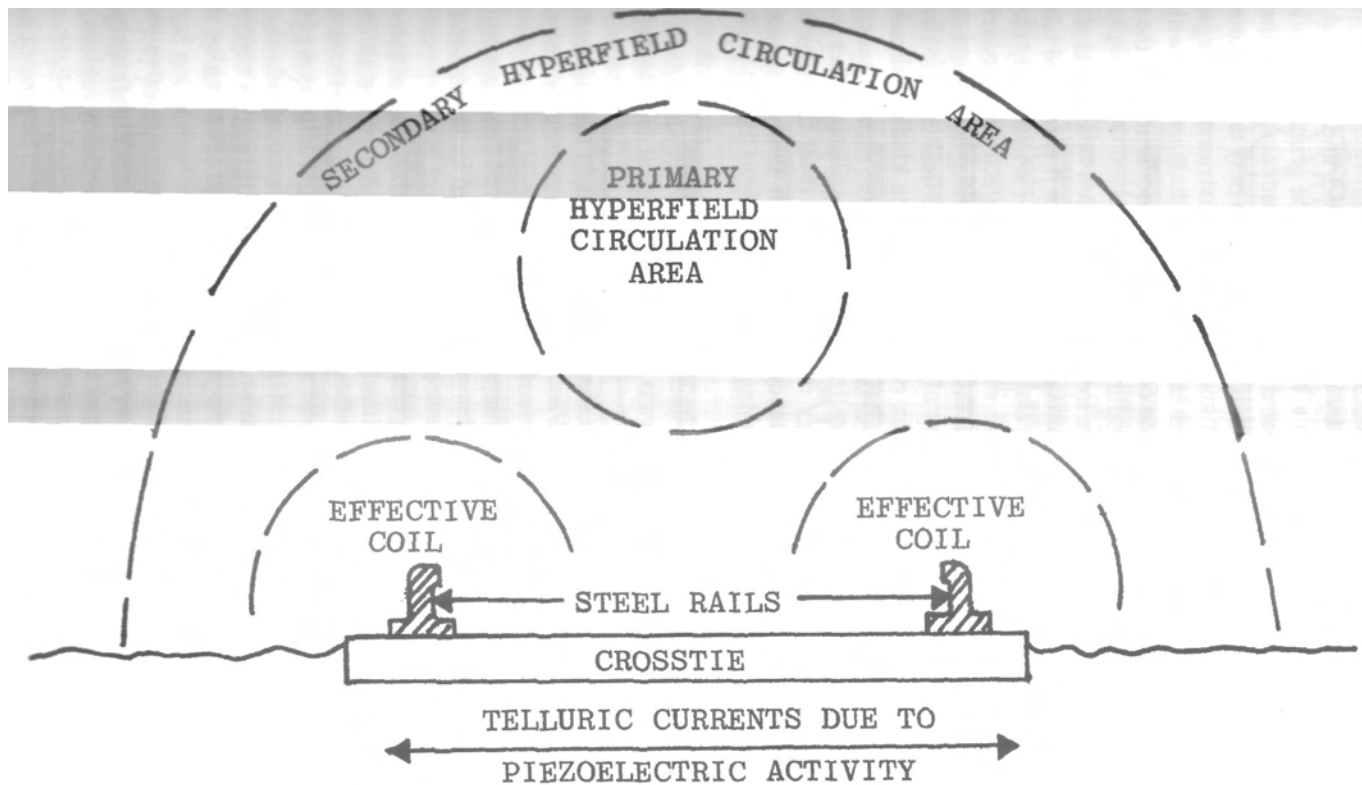 SECONDARY HYPERFIELD CIRCULATION AREA
PRIMARY
HYPERFIELD
CIRCULATION
AREA
EFFECTIVE
COIL
EFFECTIVE
COIL
STEEL RAILS
CROSSTIE
TELLURIC CURRENTS DUE TO
PIEZOELECTRIC ACTIVITY